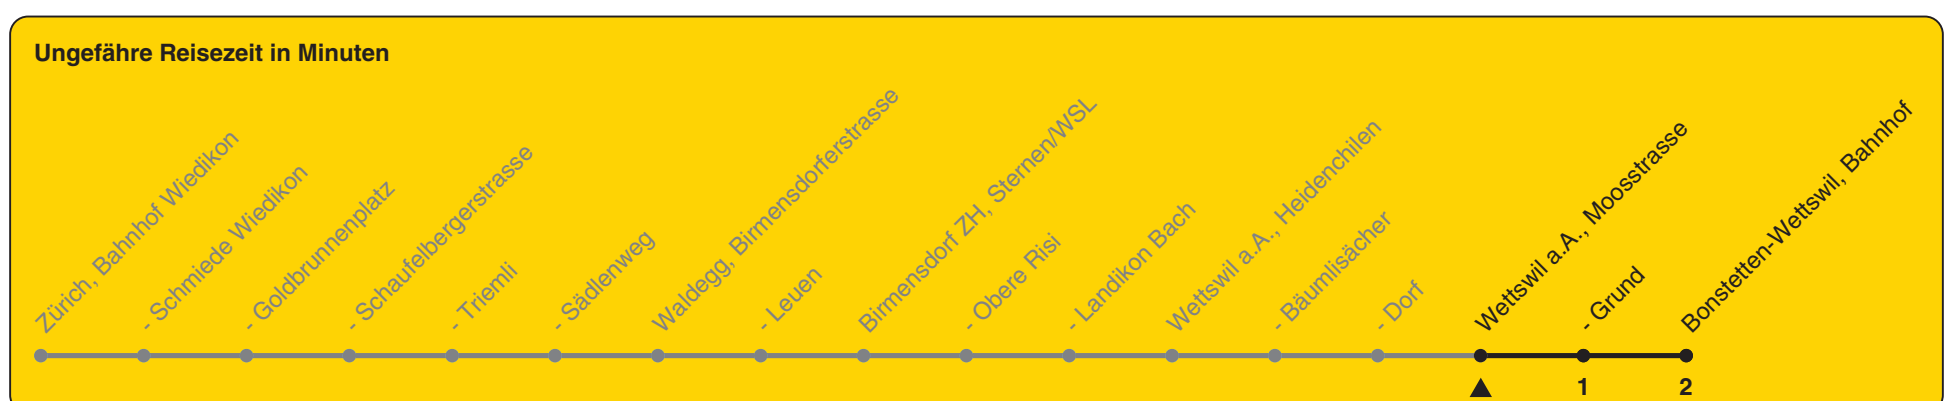 Ungefähre Reisezeit in Minuten
Zürich, Bahnhof Wiedikon
- Schmiede Wiedikon
- Goldbrunnenplatz
- Schaufelbergerstrasse
- Triemli
- Sädlenweg
Waldegg, Birmensdorferstrasse
- Leuen
Birmensdorf ZH, Sternen/WSL
- Obere Risi
- Landikon Bach
Wettswil a.A., Heidenchilen
- Bäumlisächer
- Dorf
Wettswil a.A., Moosstrasse
- Grund
Bonstetten-Wettswil, Bahnhof
1
2